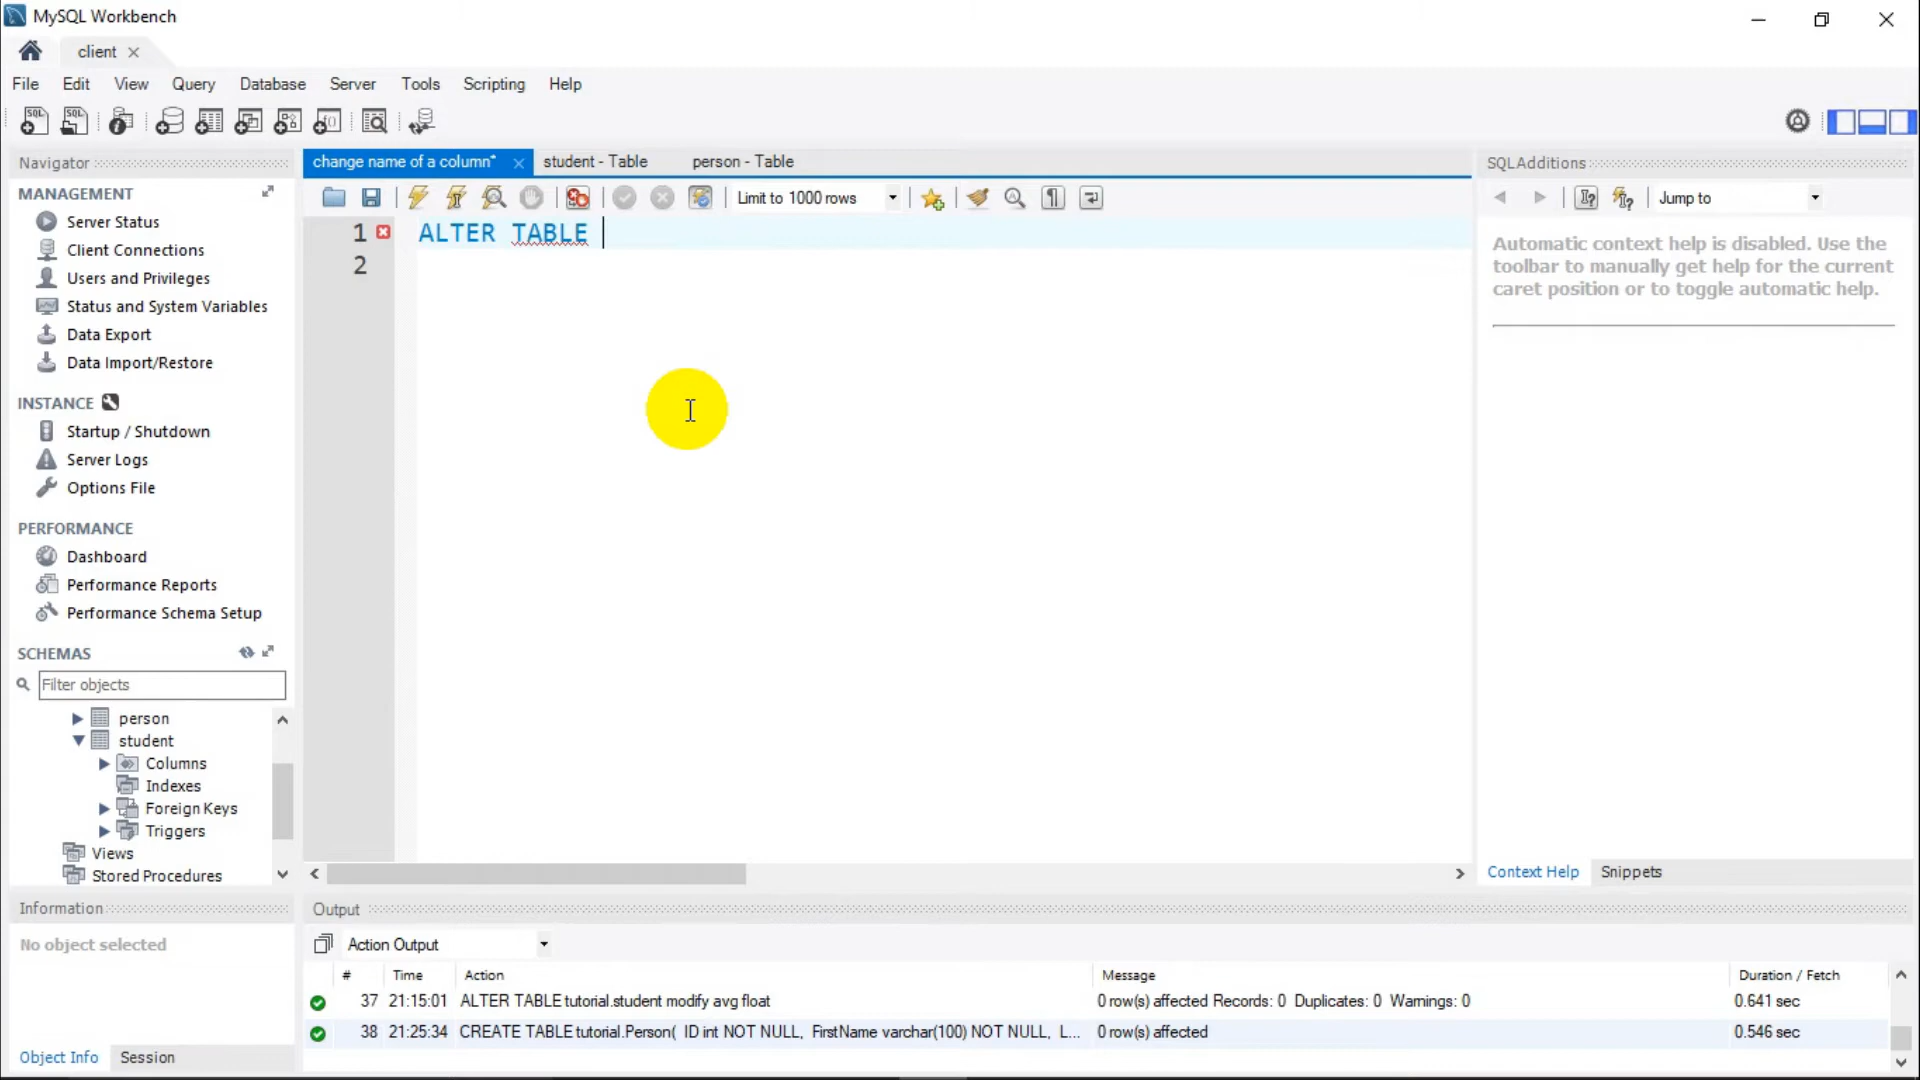 MySQL Workbench
client
File Edit View Query Database Server Tools Scripting Help
Navigator
MANAGEMENT
Server Status
Client Connections
Users and Privileges
Status and System Variables
Data Export
Data Import/Restore
INSTANCE
Startup / Shutdown
Server Logs
Options File
PERFORMANCE
Dashboard
Performance Reports
Performance Schema Setup
SCHEMAS
Filter objects
person
student
Columns
Indexes
Foreign Keys
Triggers
Views
Stored Procedures
Information
No object selected
Object Info Session
change name of a column* student - Table person - Table
Limit to 1000 rows
1 ALTER TABLE
2
SQLAdditions
Jump to
Automatic context help is disabled. Use the
toolbar to manually get help for the current
caret position or to toggle automatic help.
Context Help Snippets
Output
Action Output
# Time Action Message Duration / Fetch
37 21:15:01 ALTER TABLE tutorial.student modify avg float 0 row(s) affected Records: 0 Duplicates: 0 Warnings: 0 0.641 sec
38 21:25:34 CREATE TABLE tutorial.Person( ID int NOT NULL, FirstName varchar(100) NOT NULL, L... 0 row(s) affected 0.546 sec